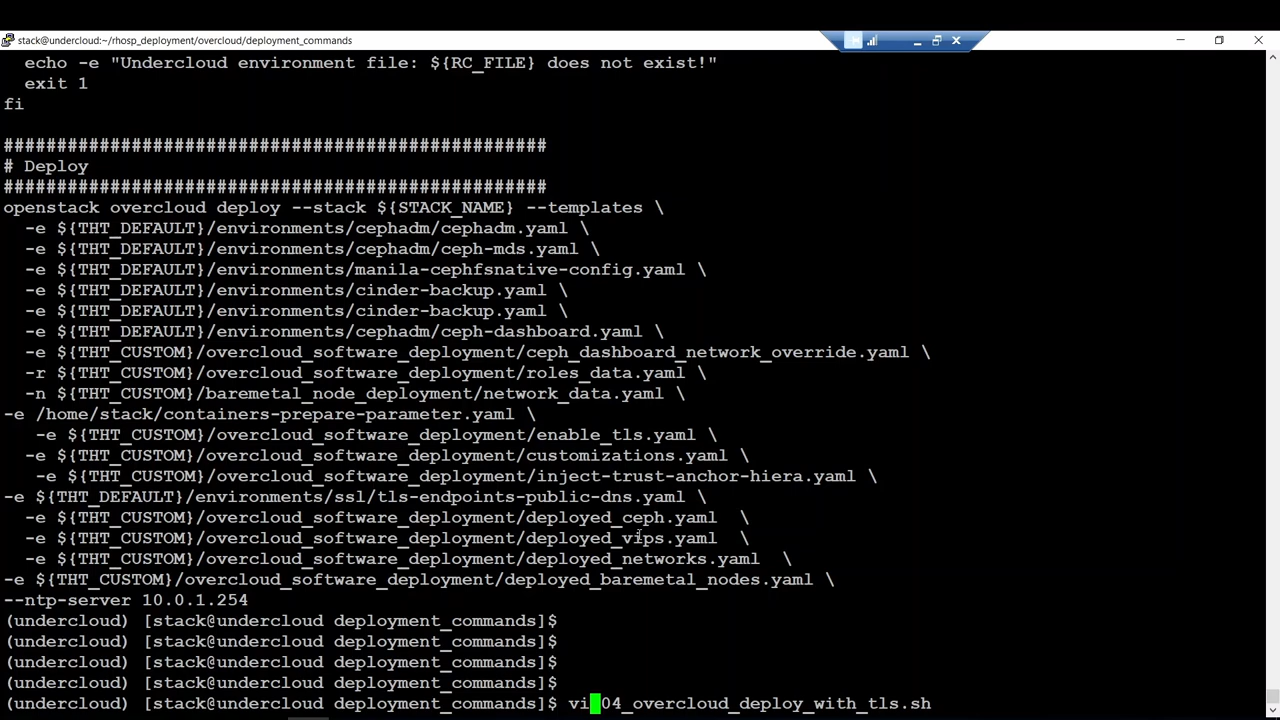 stack@undercloud:~/rhosp_deployment/overcloud/deployment_commands
  echo -e "Undercloud environment file: ${RC_FILE} does not exist!"
  exit 1
fi
###################################################
# Deploy
###################################################
openstack overcloud deploy --stack ${STACK_NAME} --templates \
  -e ${THT_DEFAULT}/environments/cephadm/cephadm.yaml \
  -e ${THT_DEFAULT}/environments/cephadm/ceph-mds.yaml \
  -e ${THT_DEFAULT}/environments/manila-cephfsnative-config.yaml \
  -e ${THT_DEFAULT}/environments/cinder-backup.yaml \
  -e ${THT_DEFAULT}/environments/cinder-backup.yaml \
  -e ${THT_DEFAULT}/environments/cephadm/ceph-dashboard.yaml \
  -e ${THT_CUSTOM}/overcloud_software_deployment/ceph_dashboard_network_override.yaml \
  -r ${THT_CUSTOM}/overcloud_software_deployment/roles_data.yaml \
  -n ${THT_CUSTOM}/baremetal_node_deployment/network_data.yaml \
-e /home/stack/containers-prepare-parameter.yaml \
   -e ${THT_CUSTOM}/overcloud_software_deployment/enable_tls.yaml \
  -e ${THT_CUSTOM}/overcloud_software_deployment/customizations.yaml \
   -e ${THT_CUSTOM}/overcloud_software_deployment/inject-trust-anchor-hiera.yaml \
-e ${THT_DEFAULT}/environments/ssl/tls-endpoints-public-dns.yaml \
  -e ${THT_CUSTOM}/overcloud_software_deployment/deployed_ceph.yaml  \
  -e ${THT_CUSTOM}/overcloud_software_deployment/deployed_vips.yaml  \
  -e ${THT_CUSTOM}/overcloud_software_deployment/deployed_networks.yaml  \
-e ${THT_CUSTOM}/overcloud_software_deployment/deployed_baremetal_nodes.yaml \
--ntp-server 10.0.1.254
(undercloud) [stack@undercloud deployment_commands]$
(undercloud) [stack@undercloud deployment_commands]$
(undercloud) [stack@undercloud deployment_commands]$
(undercloud) [stack@undercloud deployment_commands]$
(undercloud) [stack@undercloud deployment_commands]$ vi 04_overcloud_deploy_with_tls.sh